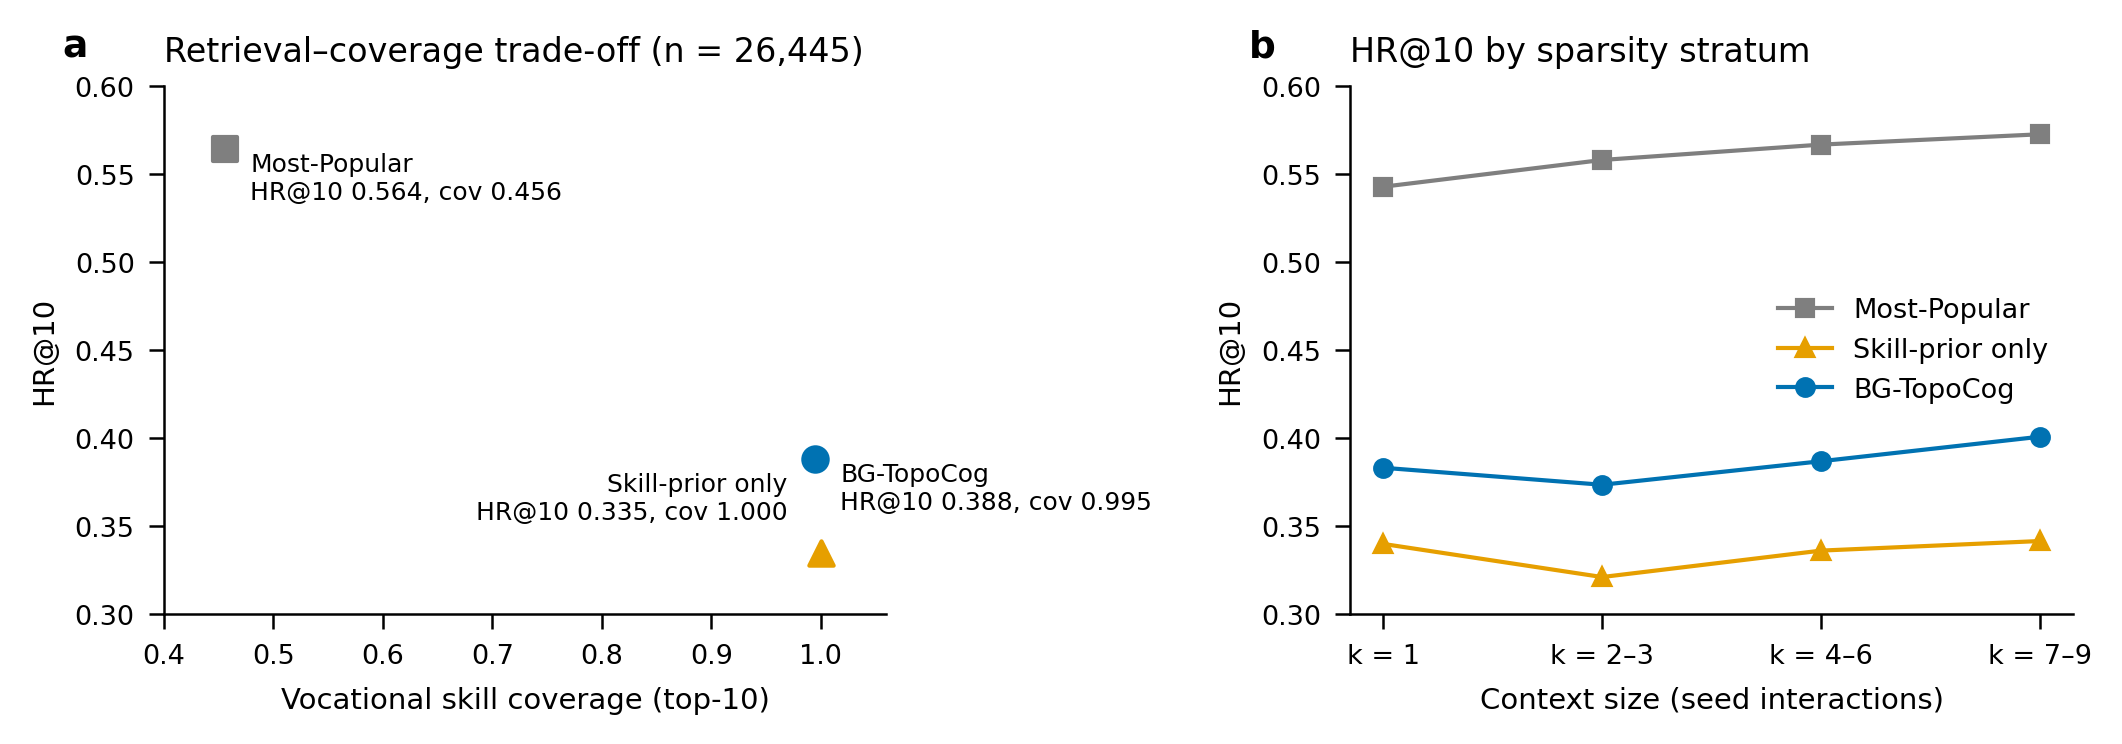 a
Retrieval–coverage trade-off (n = 26,445)
0.60
0.55
0.50
0.45
0.40
0.35
0.30
HR@10
Most-Popular
HR@10 0.564, cov 0.456
Skill-prior only
HR@10 0.335, cov 1.000
BG-TopoCog
HR@10 0.388, cov 0.995
0.4 0.5 0.6 0.7 0.8 0.9 1.0
Vocational skill coverage (top-10)
b
HR@10 by sparsity stratum
0.60
0.55
0.50
0.45
0.40
0.35
0.30
HR@10
Most-Popular
Skill-prior only
BG-TopoCog
k = 1 k = 2–3 k = 4–6 k = 7–9
Context size (seed interactions)